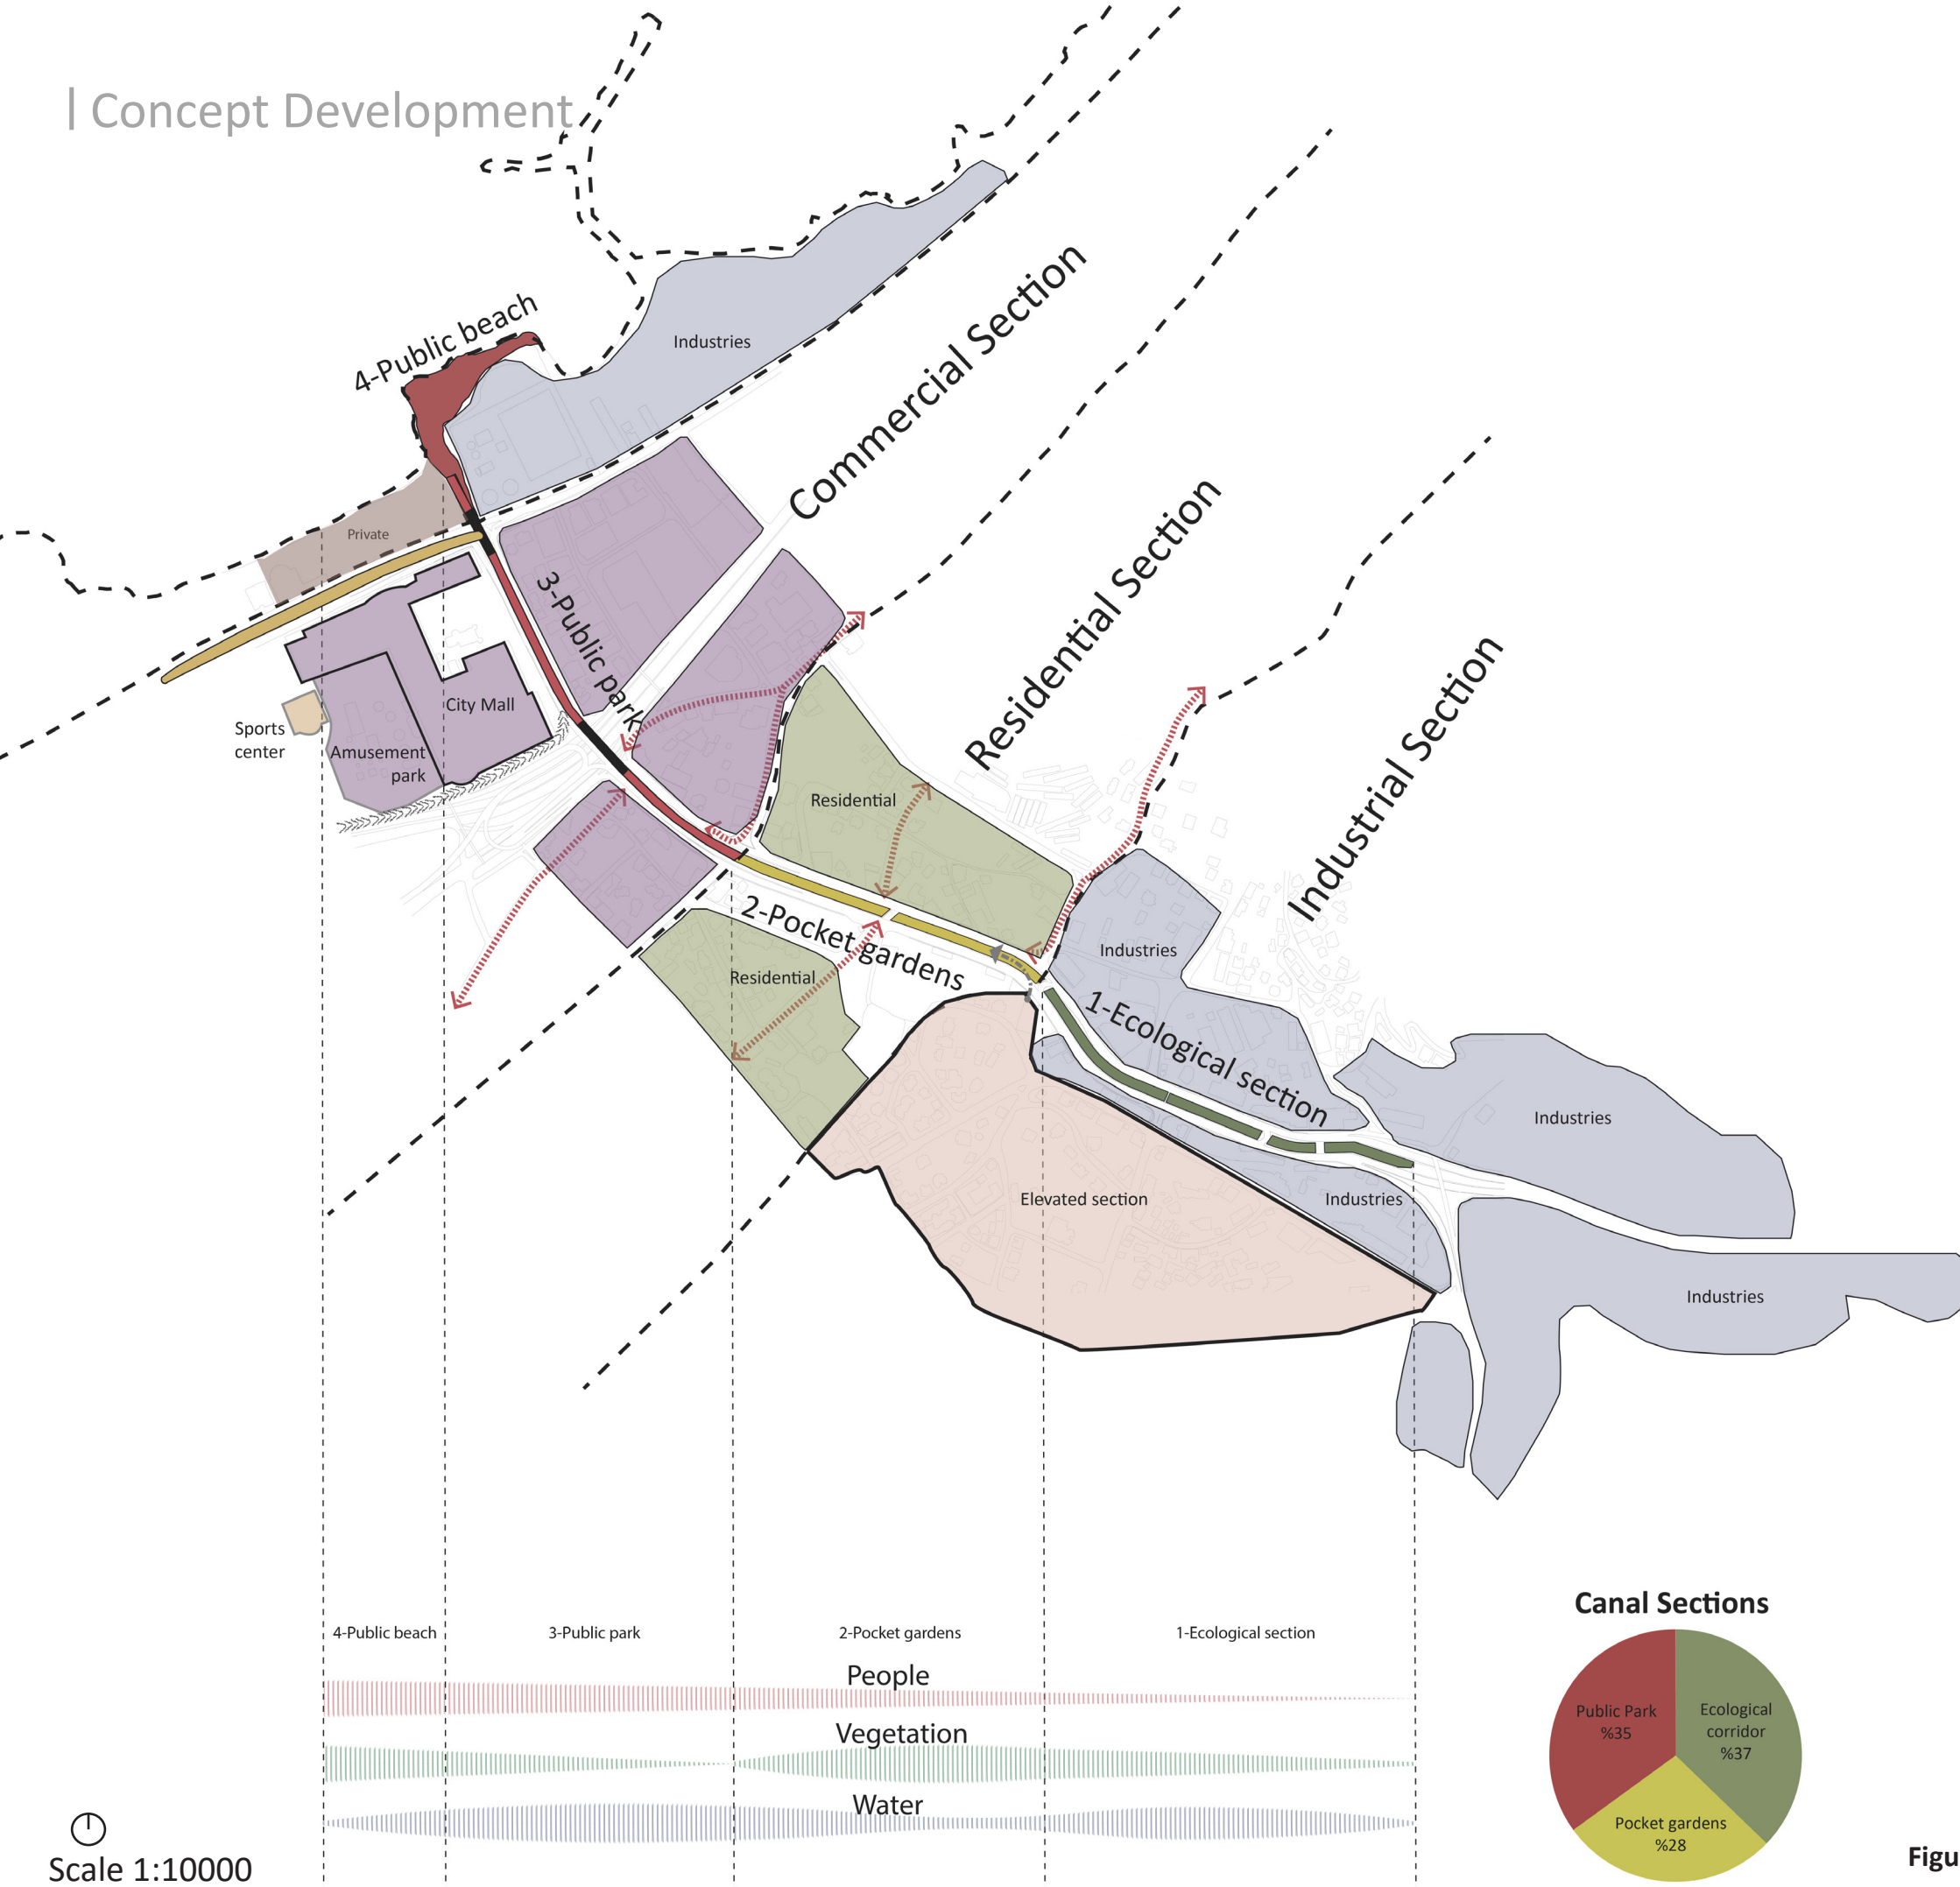 | Concept Development
4-Public beach
Industries
Commercial Section
Private
3-Public park
Residential Section
City Mall
Sports
center
Amusement
park
Residential
Industrial Section
2-Pocket gardens
Industries
Residential
1-Ecological section
Industries
Elevated section
Industries
Industries
Canal Sections
4-Public beach
3-Public park
2-Pocket gardens
1-Ecological section
People
Vegetation
Water
Public Park
%35
Ecological
corridor
%37
Pocket gardens
%28
Scale 1:10000
Figu